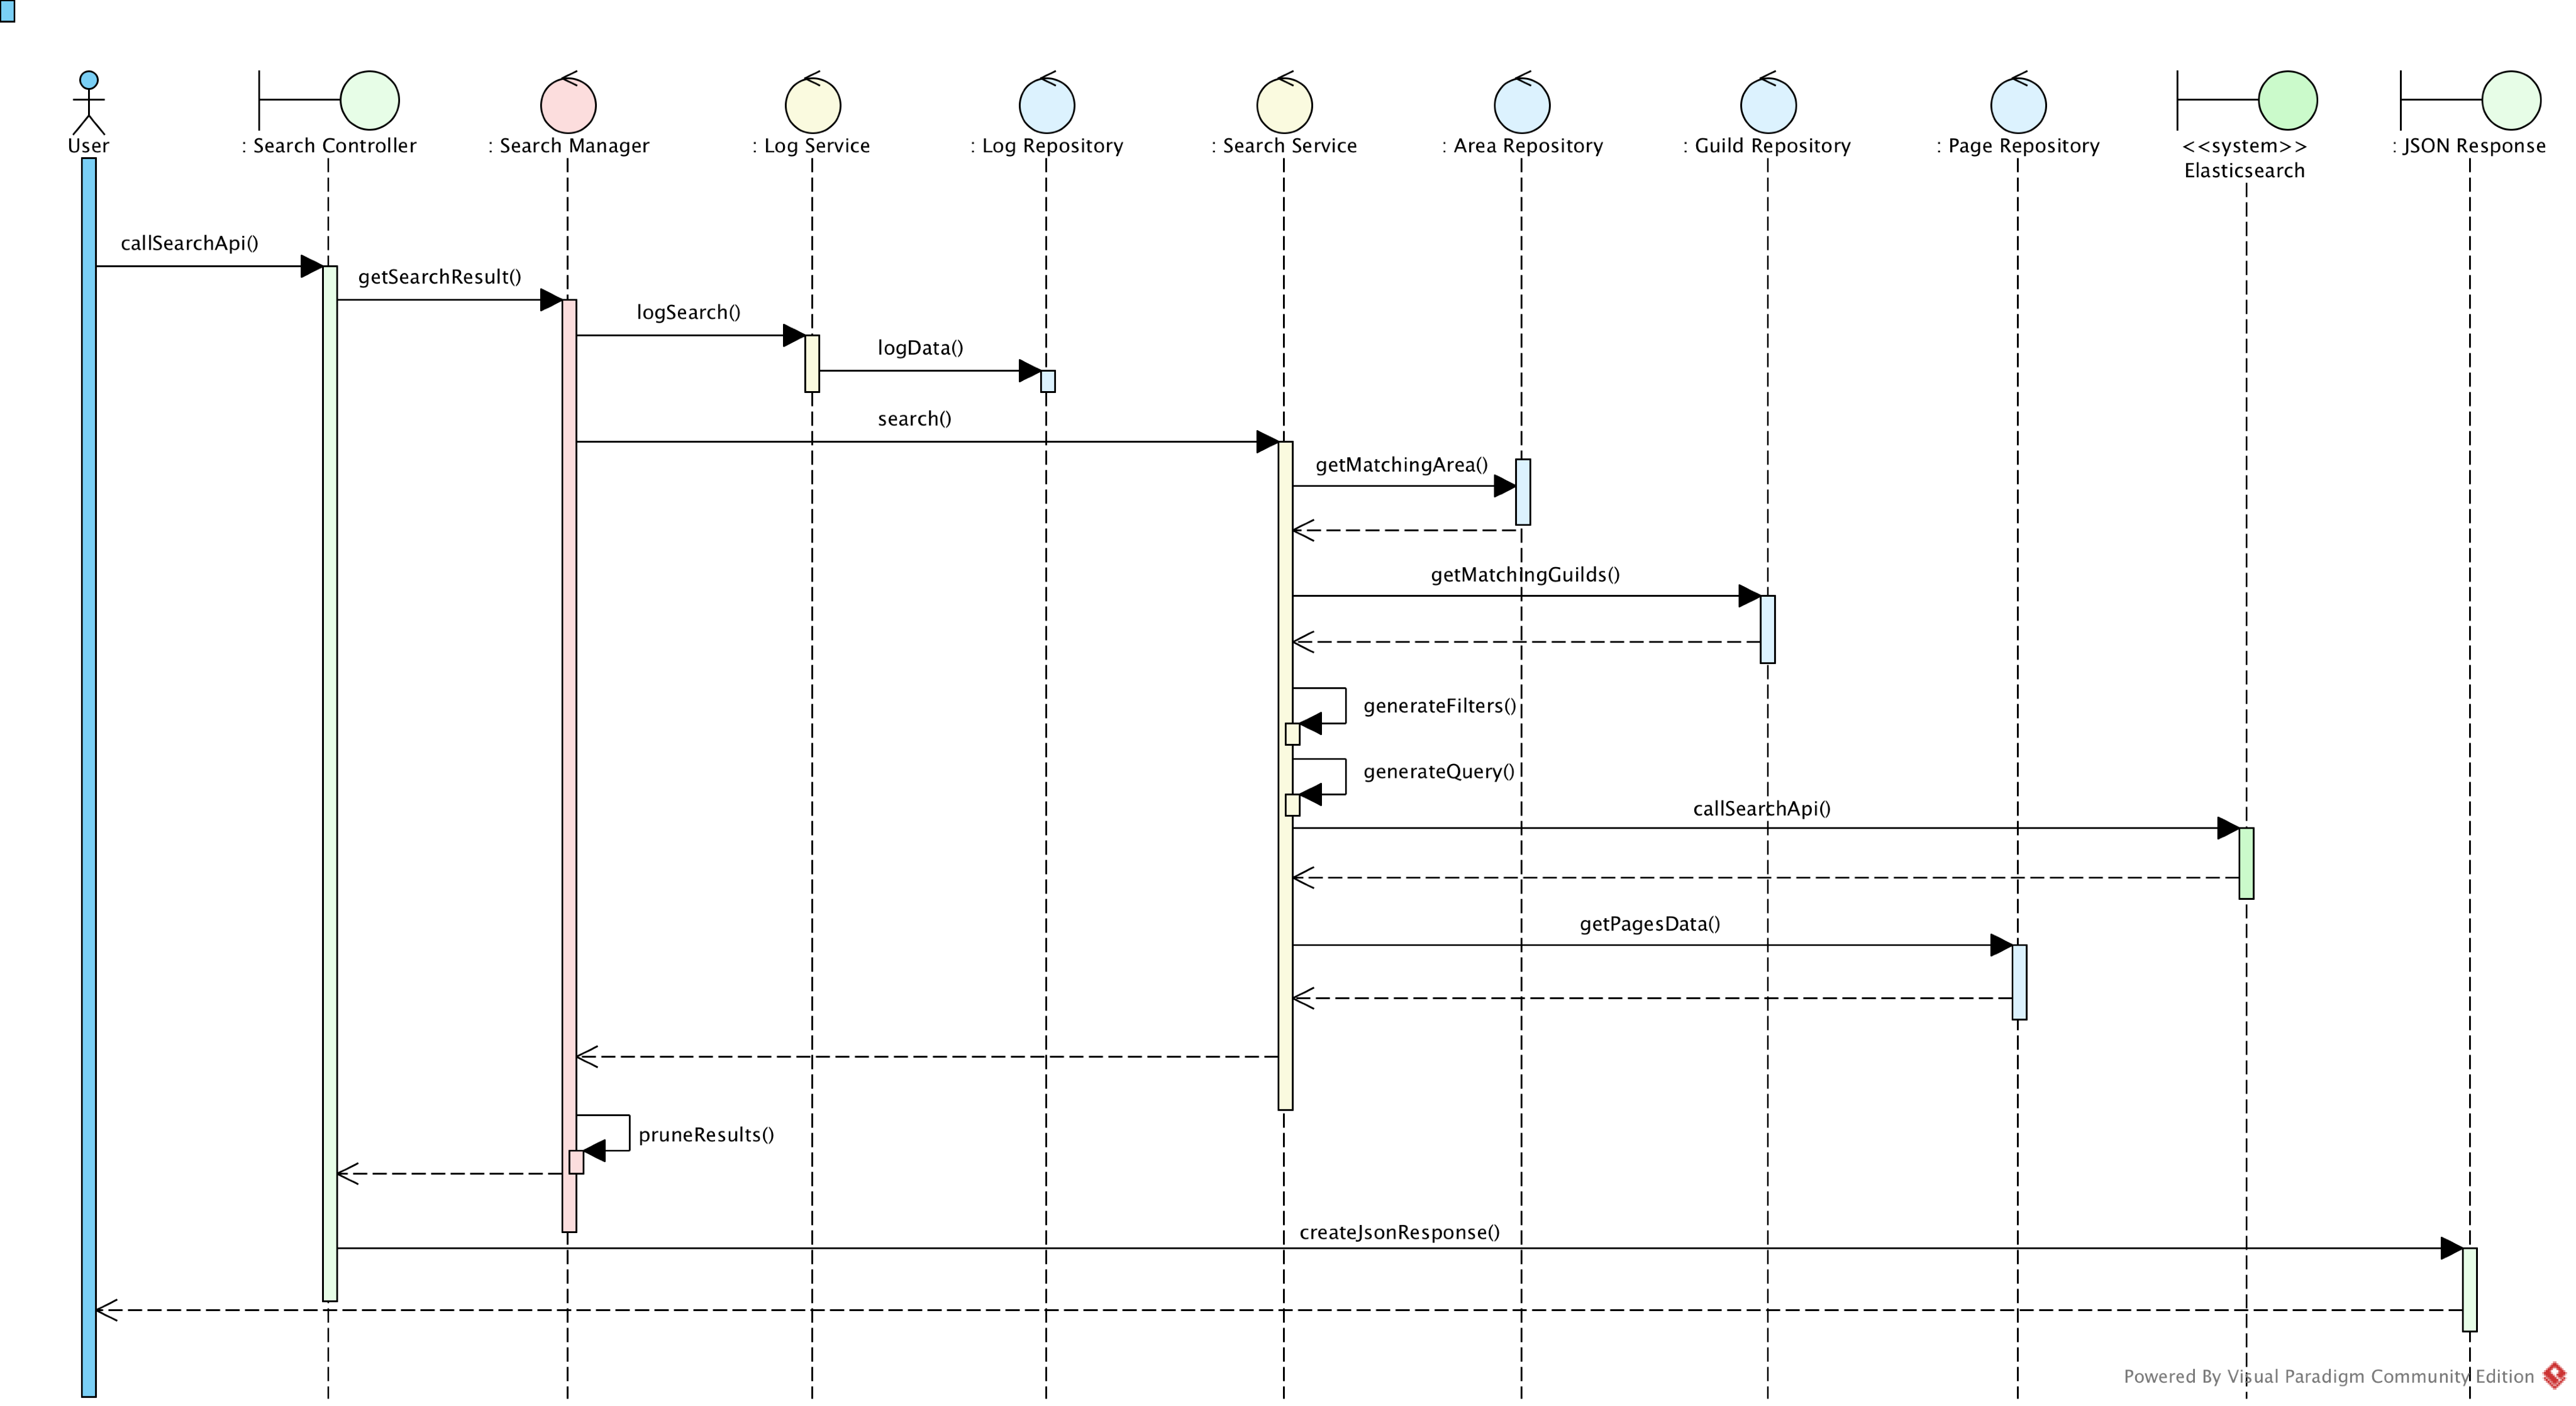 User
: Search Controller
: Search Manager
: Log Service
: Log Repository
: Search Service
: Area Repository
: Guild Repository
: Page Repository
<<system>>
Elasticsearch
: JSON Response
callSearchApi()
getSearchResult()
logSearch()
logData()
search()
getMatchingArea()
getMatchingGuilds()
generateFilters()
generateQuery()
callSearchApi()
getPagesData()
pruneResults()
createJsonResponse()
Powered By Visual Paradigm Community Edition